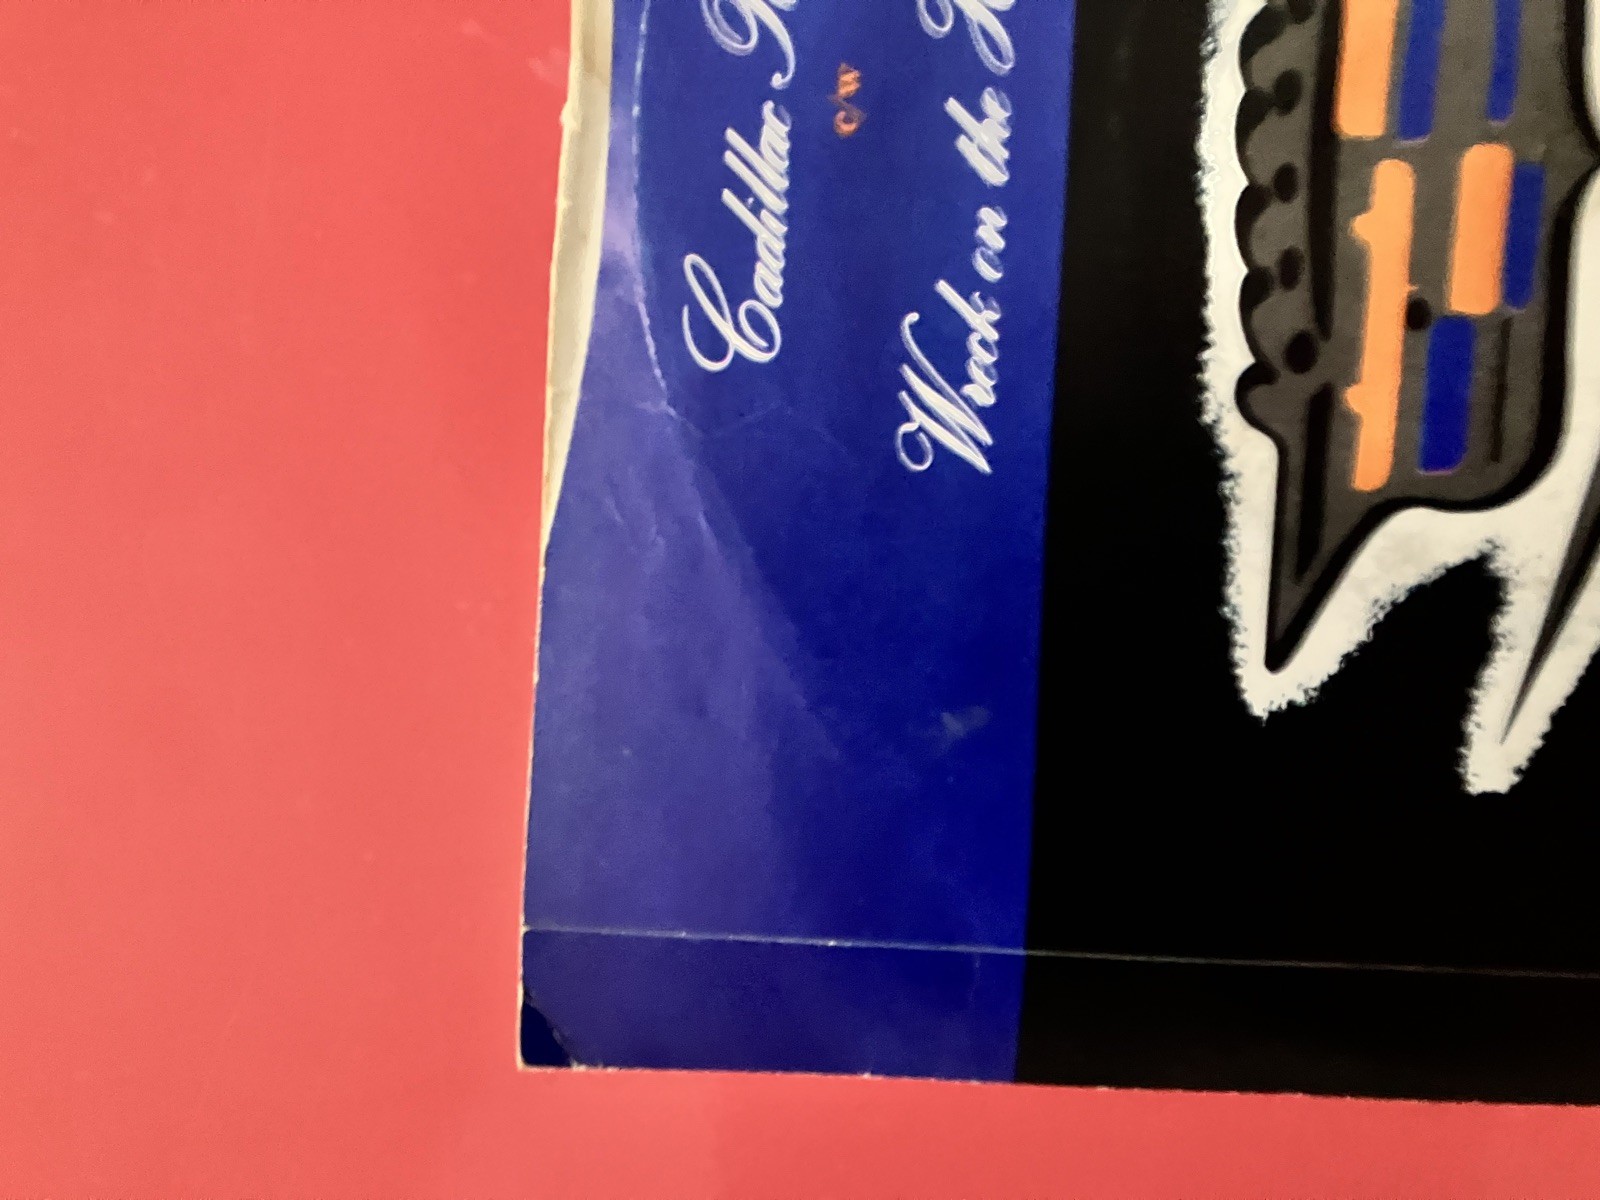 Cadillac R
c/w
Wreck on the H